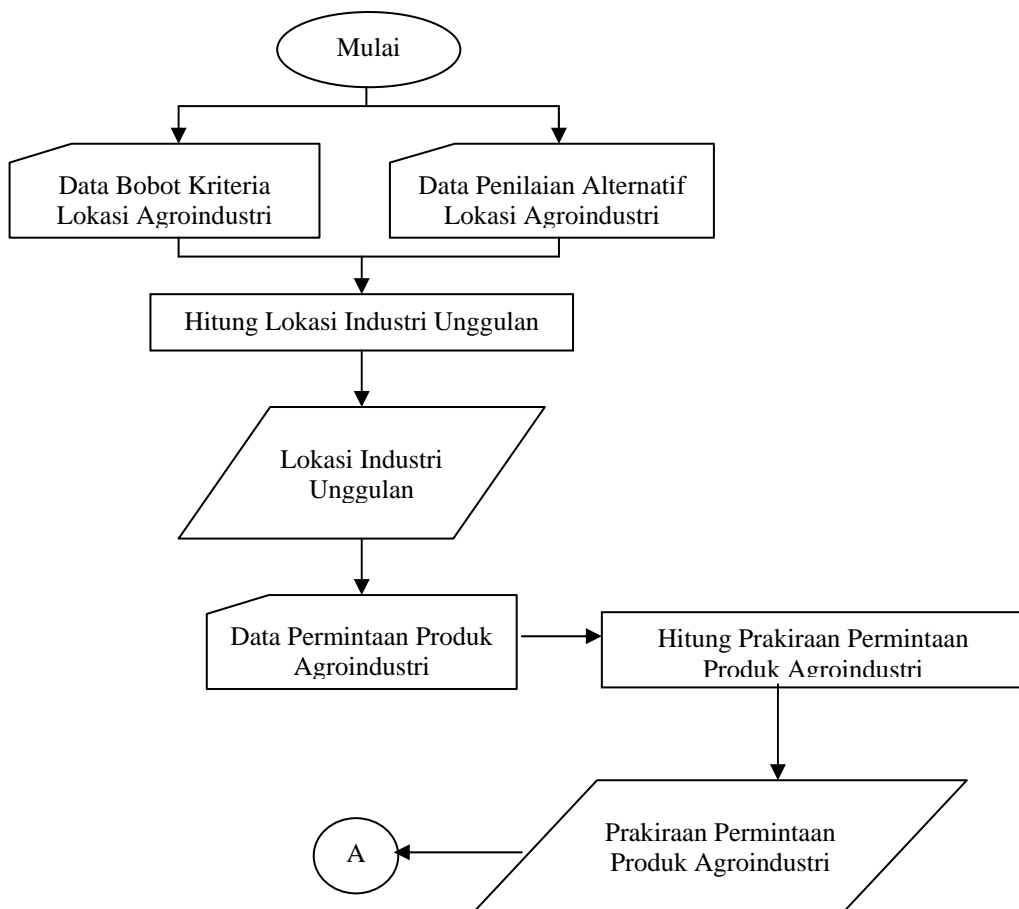 Mulai
Data Bobot Kriteria
Lokasi Agroindustri
Data Penilaian Alternatif
Lokasi Agroindustri
Hitung Lokasi Industri Unggulan
Lokasi Industri
Unggulan
Data Permintaan Produk
Agroindustri
Hitung Prakiraan Permintaan
Produk Agroindustri
Prakiraan Permintaan
Produk Agroindustri
A